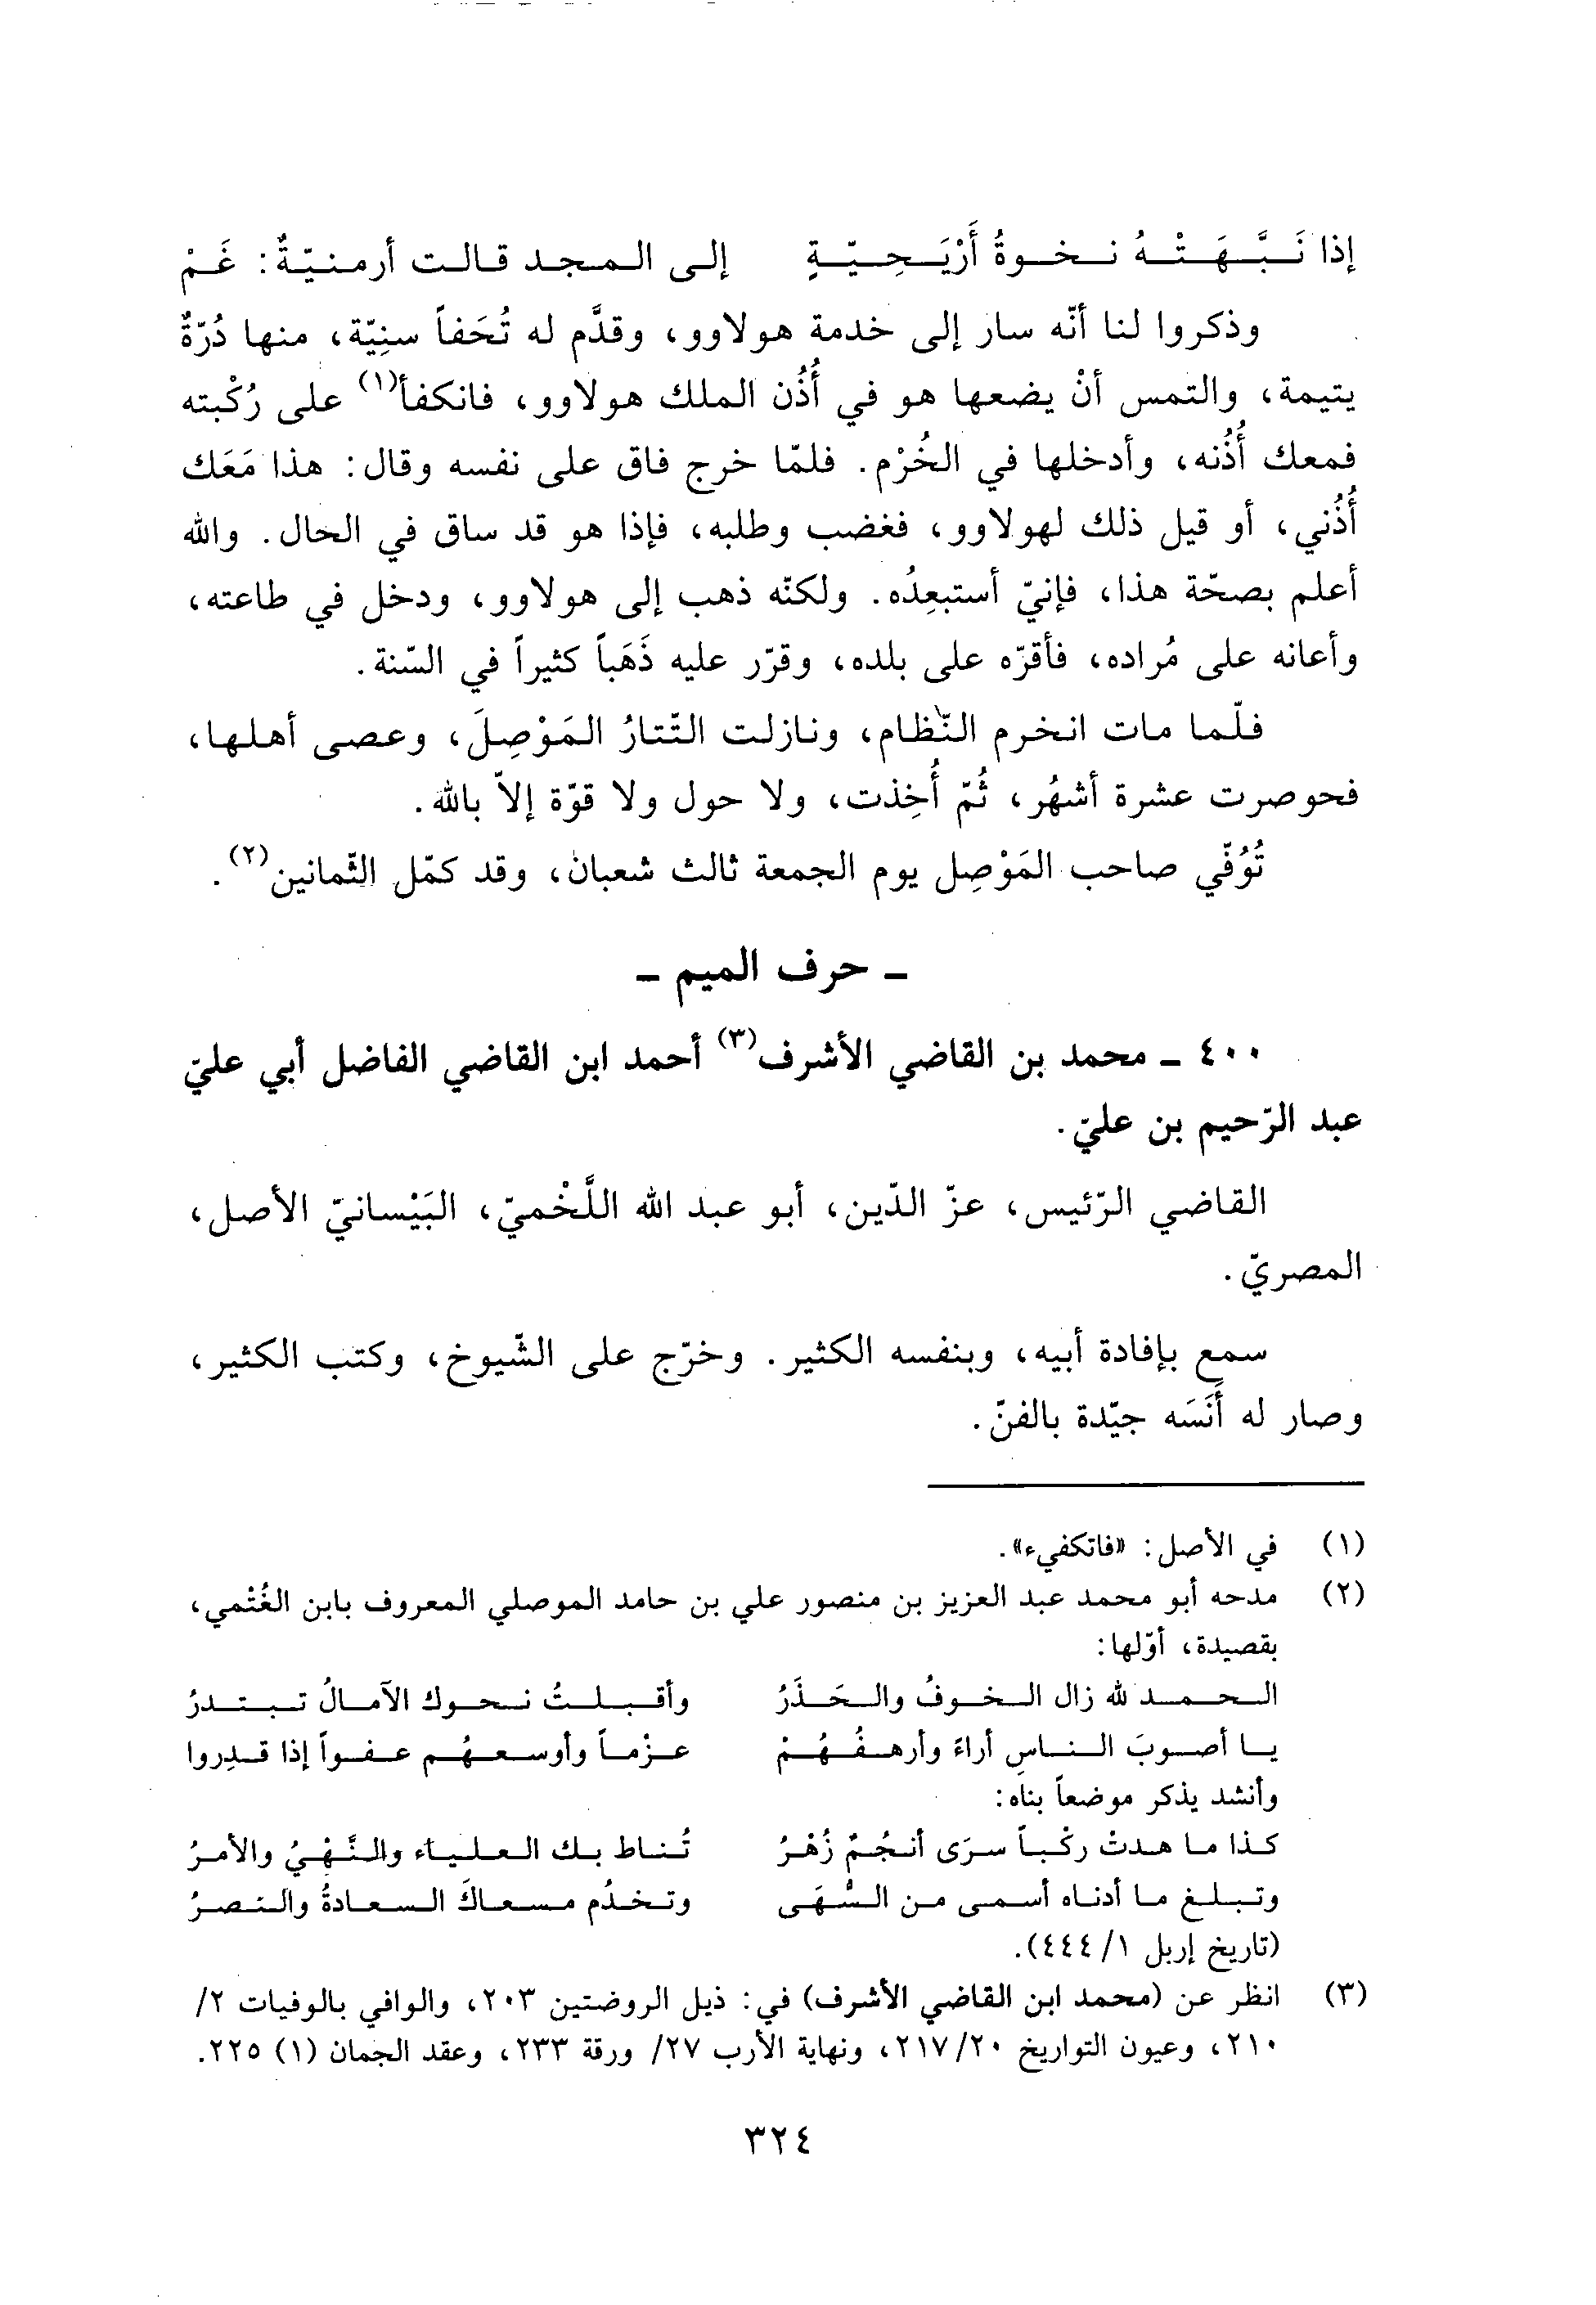 إذا نَبَّهَتْهُ نخوةُ أَرْيَحِيّةٍ إلى المجد قالت أرمنيّةٌ: غَمْ
وذكروا لنا أنّه سار إلى خدمة هولاوو، وقدَّم له تُحَفاً سنِيّة، منها دُرّةٌ
يتيمة، والتمس أنْ يضعها هو في أُذُن الملك هولاوو، فانكفأ(١) على رُكْبته
فمعك أُذُنه، وأدخلها في الخُرْم. فلمّا خرج فاق على نفسه وقال: هذا مَعَك
أُذُني، أو قيل ذلك لهولاوو، فغضب وطلبه، فإذا هو قد ساق في الحال. والله
أعلم بصحّة هذا، فإنيّ أستبعِدُه. ولكنّه ذهب إلى هولاوو، ودخل في طاعته،
وأعانه على مُراده، فأقرّه على بلده، وقرّر عليه ذَهَباً كثيراً في السّنة.
فلّما مات انخرم النّظام، ونازلت التّتارُ المَوْصِلَ، وعصى أهلها،
فحوصرت عشرة أشهُر، ثُمّ أُخِذت، ولا حول ولا قوّة إلاّ بالله.
تُوُفّي صاحب المَوْصِل يوم الجمعة ثالث شعبان، وقد كمّل الثّمانين(٢).
- حرف الميم -
٤٠٠ - محمد بن القاضي الأشرف(٣) أحمد ابن القاضي الفاضل أبي عليّ
عبد الرّحيم بن عليّ.
القاضي الرّئيس، عزّ الدّين، أبو عبد الله اللَّخْميّ، البَيْسانيّ الأصل،
المصريّ.
سمع بإفادة أبيه، وبنفسه الكثير. وخرّج على الشّيوخ، وكتب الكثير،
وصار له أَنَسَه جيّدة بالفنّ.
(١) في الأصل: «فاتكفيء».
(٢) مدحه أبو محمد عبد العزيز بن منصور علي بن حامد الموصلي المعروف بابن الغُتْمي،
بقصيدة، أوّلها:
الحمد لله زال الخوفُ والحَذَرُ وأقبلتُ نحوك الآمالُ تبتدرُ
يا أصوبَ الناسِ أراءً وأرهفُهُمْ عزْماً وأوسعهُم عفواً إذا قدِروا
وأنشد يذكر موضعاً بناه:
كذا ما هدتْ ركْباً سرَى أنجُمٌ زُهْرُ تُناط بك العلياء والنَّهْيُ والأمرُ
وتبلغ ما أدناه أسمى من السُّهَى وتخدُم مسعاكَ السعادةُ والنصرُ
(تاريخ إربل ١/ ٤٤٤).
(٣) انظر عن (محمد ابن القاضي الأشرف) في: ذيل الروضتين ٢٠٣، والوافي بالوفيات ٢/
٢١٠، وعيون التواريخ ٢٠/ ٢١٧، ونهاية الأرب ٢٧/ ورقة ٢٣٣، وعقد الجمان (١) ٢٢٥.
٣٢٤